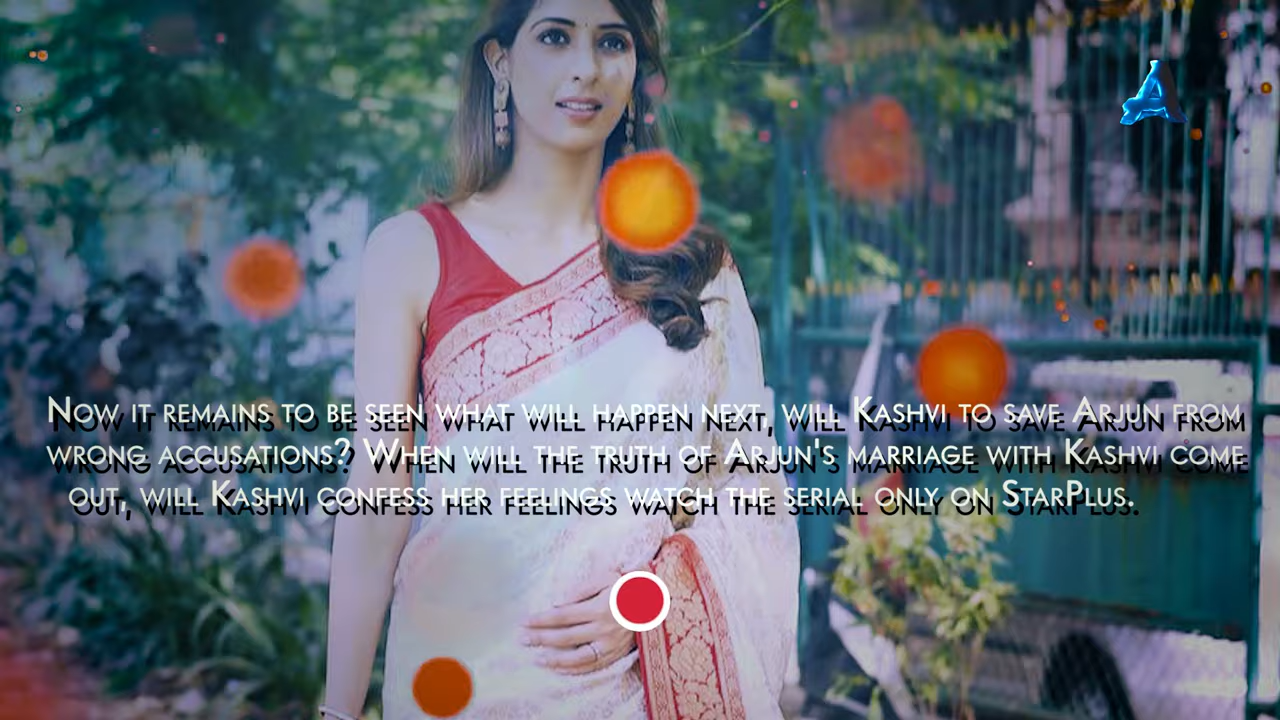 A
Now it remains to be seen what will happen next, will Kashvi to save Arjun from
wrong accusations? When will the truth of Arjun's marriage with Kashvi come
out, will Kashvi confess her feelings watch the serial only on StarPlus.